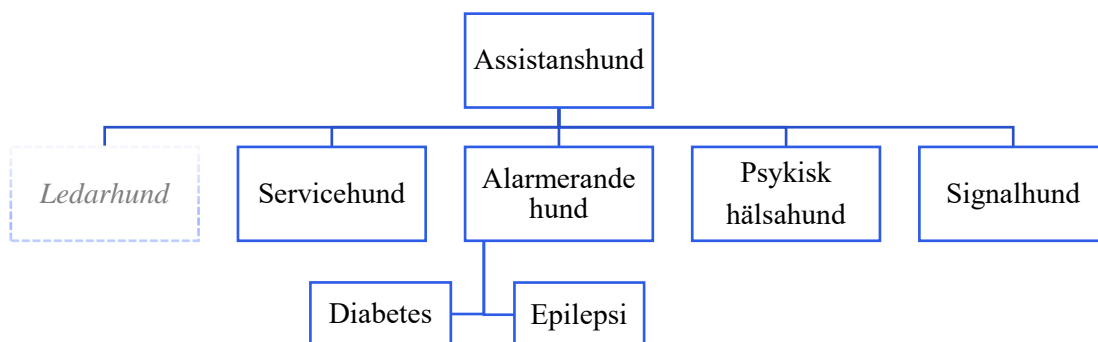 Assistanshund
Ledarhund
Servicehund
Alarmerande
hund
Psykisk
hälsahund
Signalhund
Diabetes
Epilepsi